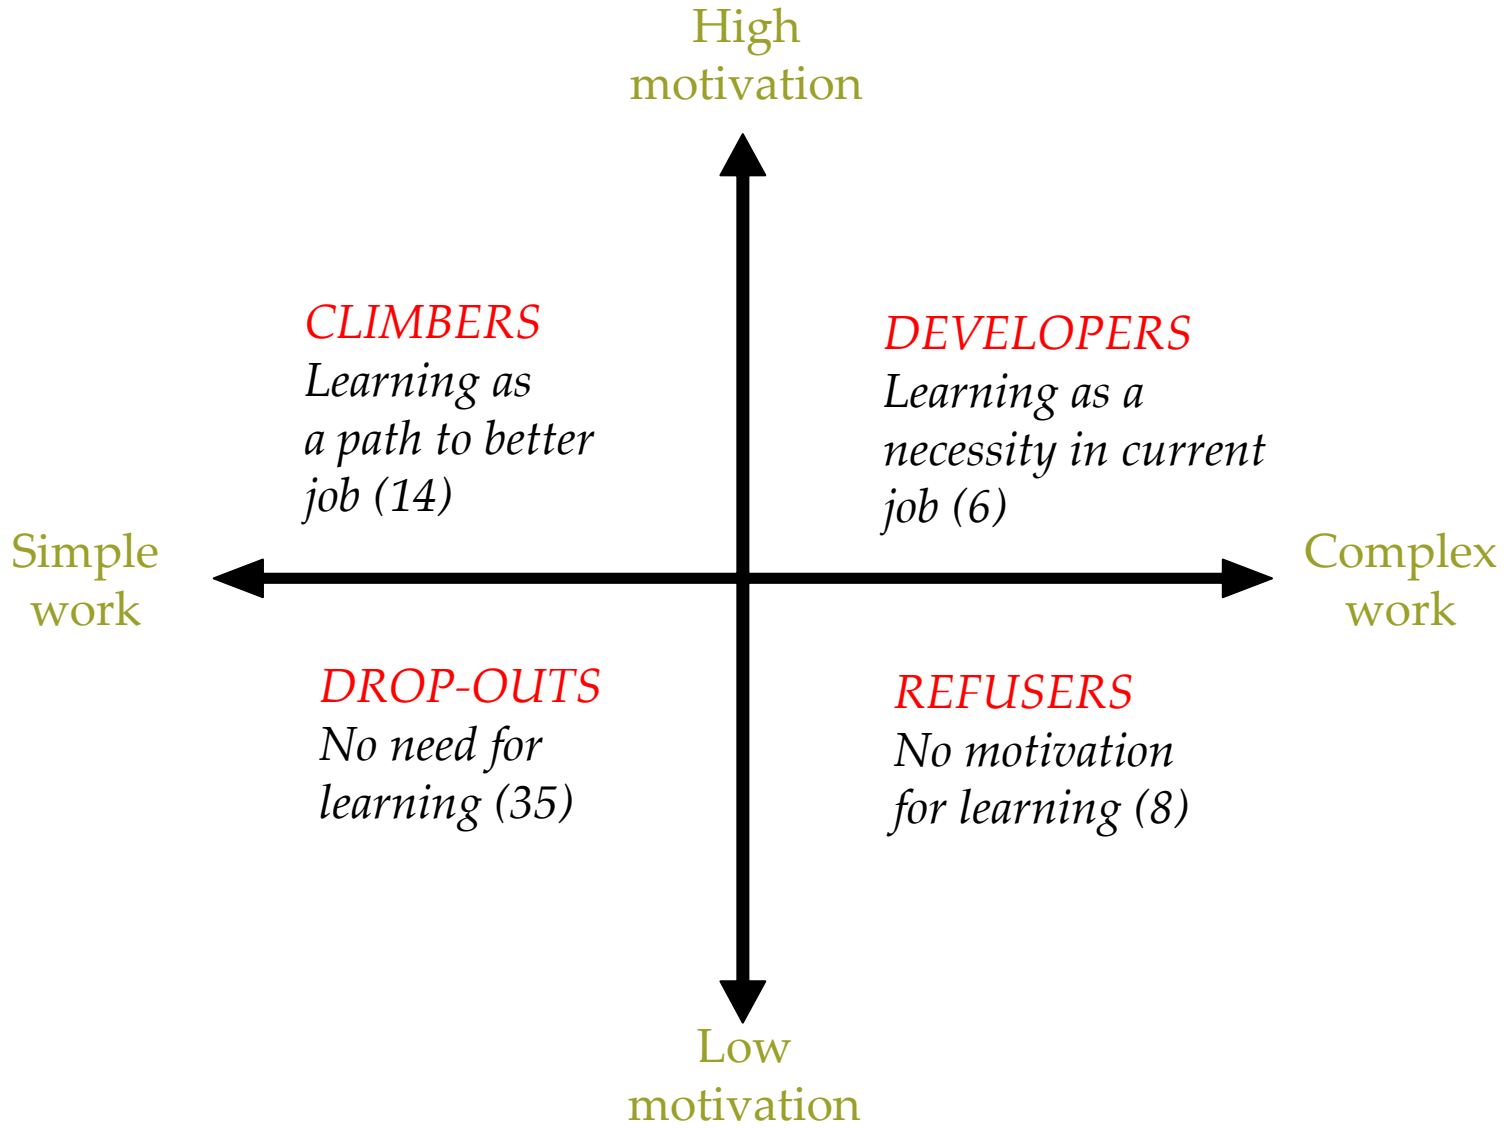 High
motivation
CLIMBERS
Learning as
a path to better
job (14)
DEVELOPERS
Learning as a
necessity in current
job (6)
Simple
work
Complex
work
DROP-OUTS
No need for
learning (35)
REFUSERS
No motivation
for learning (8)
Low
motivation